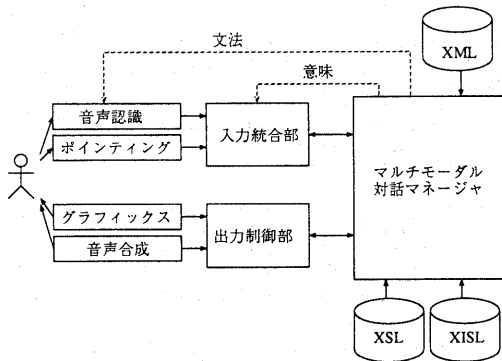 文法
XML
意味
音声認識
ポインティング
入力統合部
マルチモーダル
対話マネージャ
グラフィックス
音声合成
出力制御部
XSL
XISL